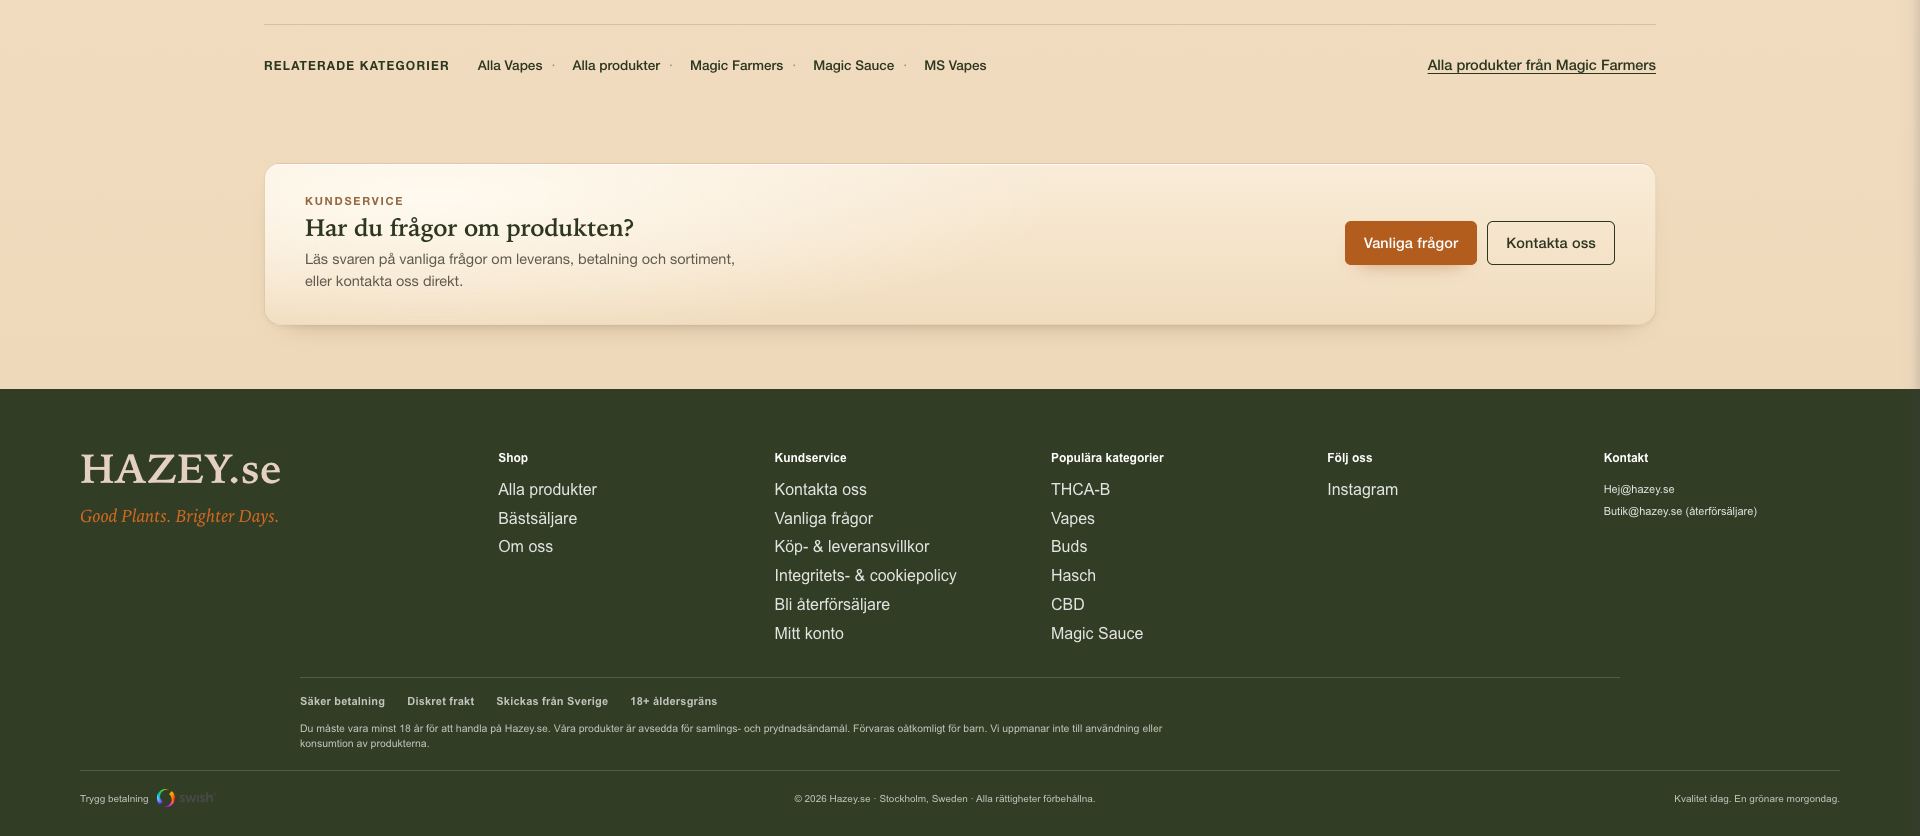 RELATERADE KATEGORIER Alla Vapes · Alla produkter · Magic Farmers · Magic Sauce · MS Vapes Alla produkter från Magic Farmers
KUNDSERVICE
Har du frågor om produkten?
Läs svaren på vanliga frågor om leverans, betalning och sortiment,
eller kontakta oss direkt.
Vanliga frågor Kontakta oss
HAZEY.se
Good Plants. Brighter Days.
Shop
Alla produkter
Bästsäljare
Om oss
Kundservice
Kontakta oss
Vanliga frågor
Köp- & leveransvillkor
Integritets- & cookiepolicy
Bli återförsäljare
Mitt konto
Populära kategorier
THCA-B
Vapes
Buds
Hasch
CBD
Magic Sauce
Följ oss
Instagram
Kontakt
Hej@hazey.se
Butik@hazey.se (återförsäljare)
Säker betalning Diskret frakt Skickas från Sverige 18+ åldersgräns
Du måste vara minst 18 år för att handla på Hazey.se. Våra produkter är avsedda för samlings- och prydnadsändamål. Förvaras oåtkomligt för barn. Vi uppmanar inte till användning eller
konsumtion av produkterna.
Trygg betalning swish
© 2026 Hazey.se · Stockholm, Sweden · Alla rättigheter förbehållna.
Kvalitet idag. En grönare morgondag.